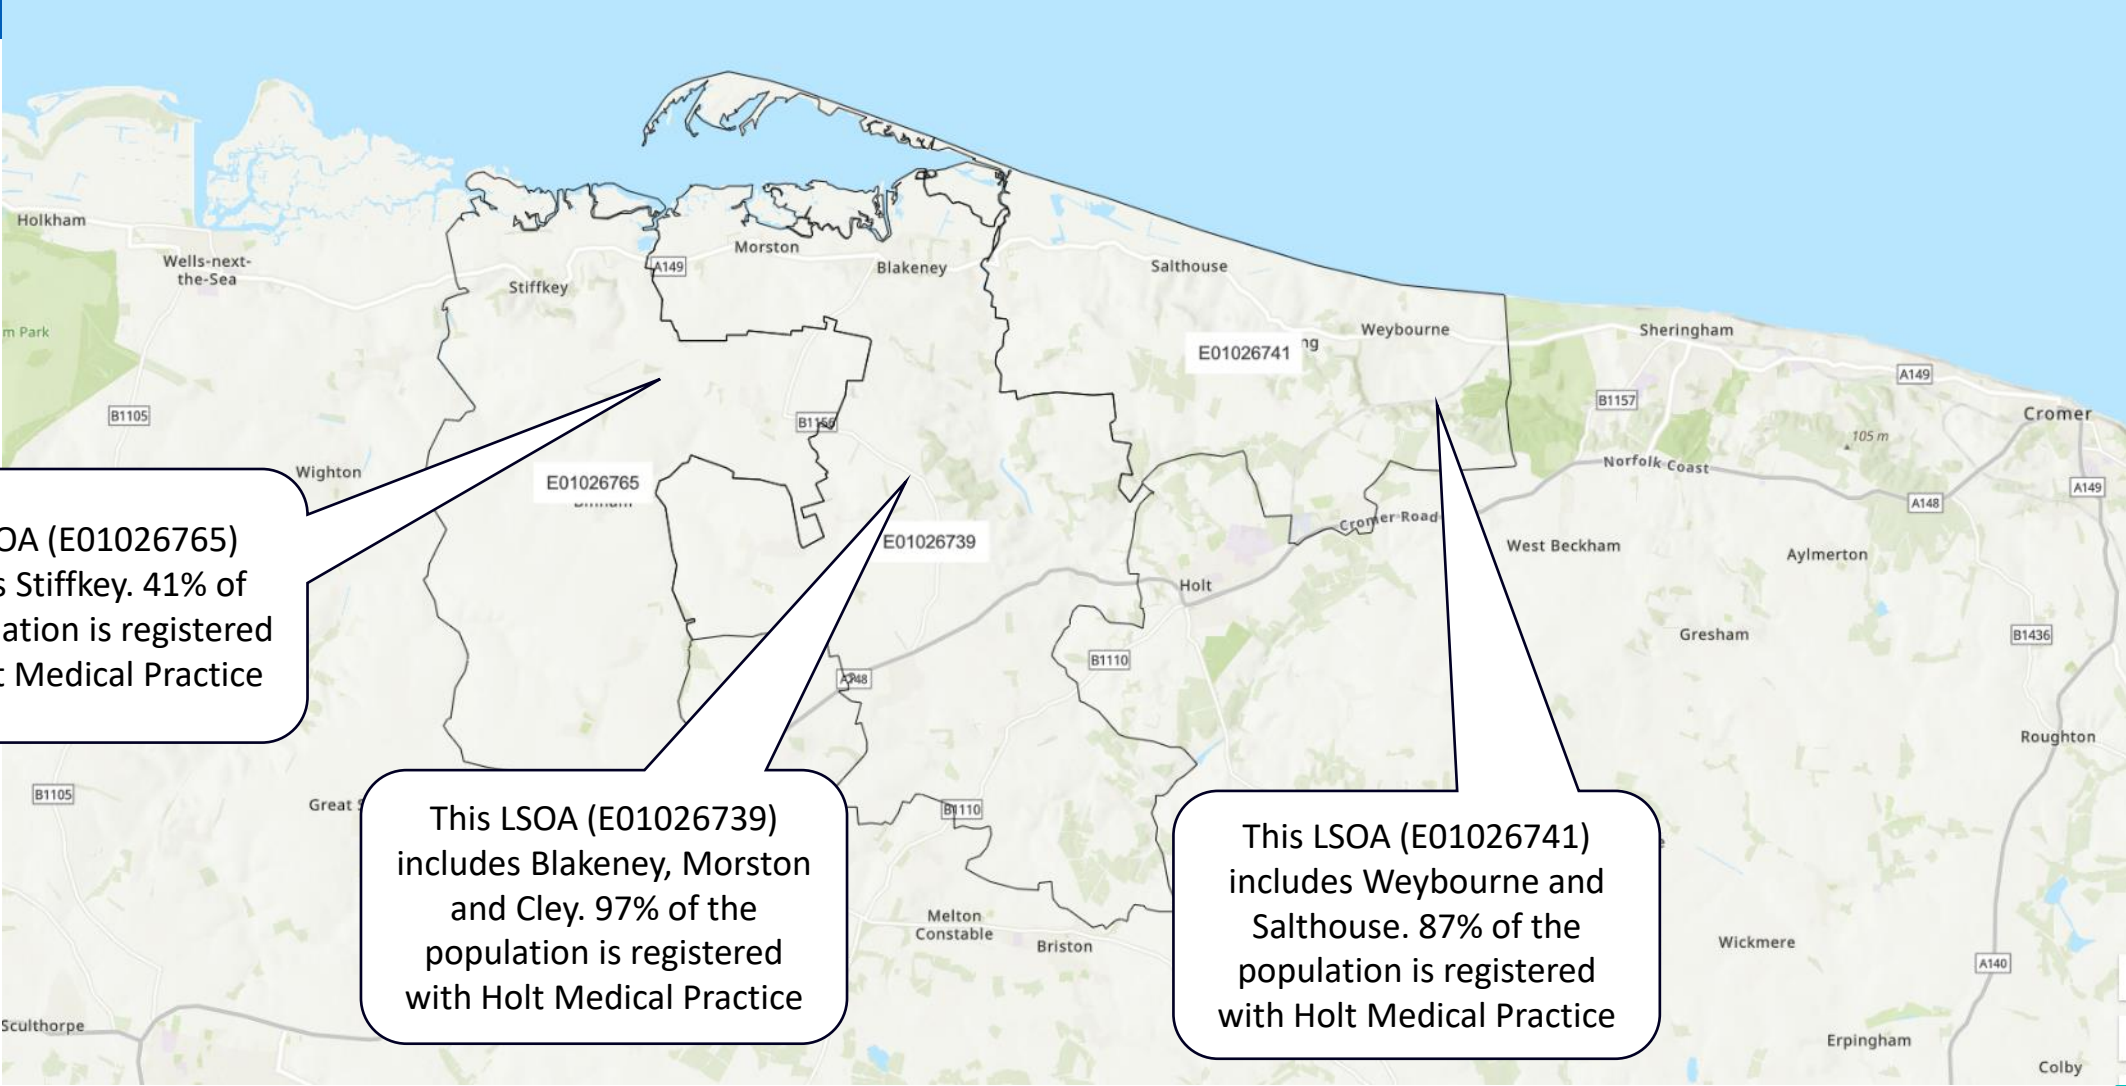 Holkham
Wells-next-
the-Sea
Stiffkey
A149
Morston
Blakeney
Salthouse
Weybourne
Sheringham
A149
Cromer
m Park
B1105
Wighton
B1156
E01026741
ng
B1157
105 m
Norfolk Coast
A148
A149
E01026765
E01026739
Cromer Road
West Beckham
Aylmerton
Holt
Gresham
B1436
B1110
A148
Roughton
B1105
Great
B1110
Melton
Constable
Briston
Wickmere
A140
Sculthorpe
Erpingham
Colby
OA (E01026765)
s Stiffkey. 41% of
ation is registered
t Medical Practice
This LSOA (E01026739)
includes Blakeney, Morston
and Cley. 97% of the
population is registered
with Holt Medical Practice
This LSOA (E01026741)
includes Weybourne and
Salthouse. 87% of the
population is registered
with Holt Medical Practice